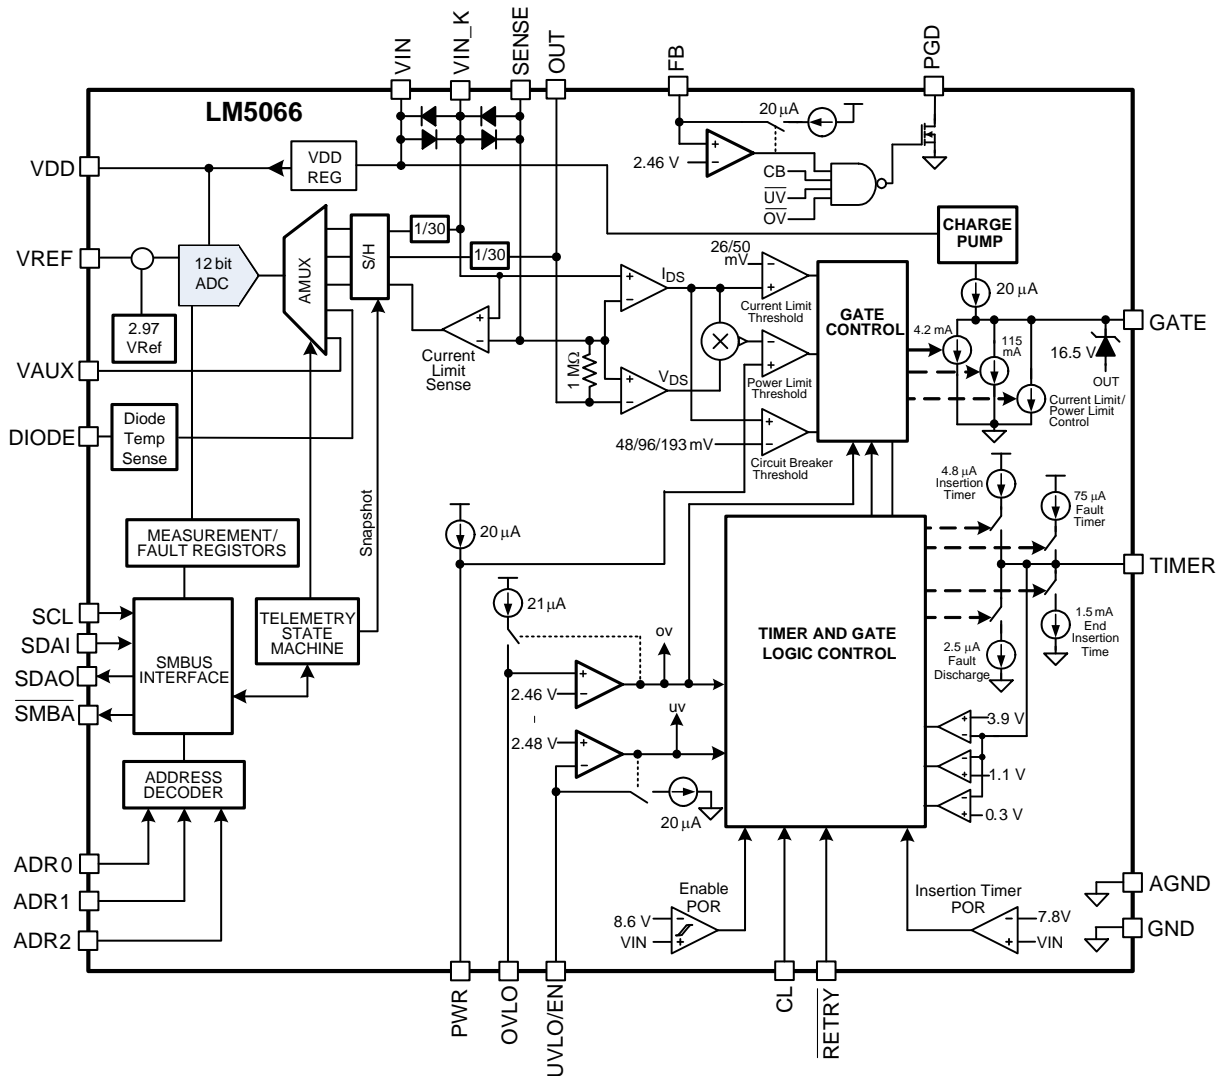 VIN
VIN_K
SENSE
OUT
FB
PGD
LM5066
20 μA
VDD
VDD
REG
2.46 V
CB
UV
OV
CHARGE
PUMP
1/30
1/30
S/H
AMUX
VREF
12 bit
ADC
2.97
VRef
26/50
mV
IDS
Current Limit
Threshold
GATE
CONTROL
20 μA
4.2 mA
115
mA
16.5 V
OUT
GATE
Current Limit
Sense
1 MΩ
VDS
Power Limit
Threshold
Current Limit/
Power Limit
Control
VAUX
DIODE
Diode
Temp
Sense
48/96/193 mV
Circuit Breaker
Threshold
4.8 μA
Insertion
Timer
75 μA
Fault
Timer
Snapshot
20 μA
MEASUREMENT/
FAULT REGISTORS
TIMER
SCL
SDAI
SDAO
SMBA
SMBUS
INTERFACE
TELEMETRY
STATE
MACHINE
21 μA
ov
2.46 V
uv
2.48 V
20 μA
TIMER AND GATE
LOGIC CONTROL
1.5 mA
End
Insertion
Time
2.5 μA
Fault
Discharge
3.9 V
1.1 V
0.3 V
ADDRESS
DECODER
ADR0
ADR1
ADR2
Enable
POR
8.6 V
VIN
Insertion Timer
POR
7.8V
VIN
AGND
GND
PWR
OVLO
UVLO/EN
CL
RETRY